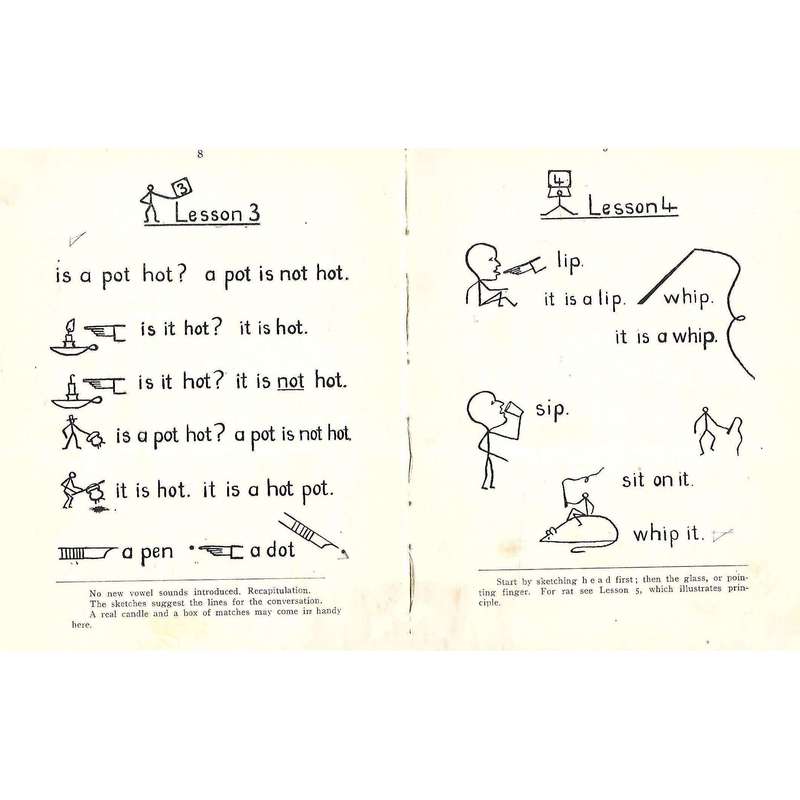 8
3
Lesson 3
is a pot hot? a pot is not hot.
is it hot? it is hot.
is it hot? it is not hot.
is a pot hot? a pot is not hot.
it is hot. it is a hot pot.
a pen a dot
No new vowel sounds introduced. Recapitulation.
The sketches suggest the lines for the conversation.
A real candle and a box of matches may come in handy
here.
4
Lesson 4
lip.
it is a lip. whip.
it is a whip.
sip.
sit on it.
whip it.
Start by sketching head first; then the glass, or poin-
ting finger. For rat see Lesson 5, which illustrates prin-
ciple.